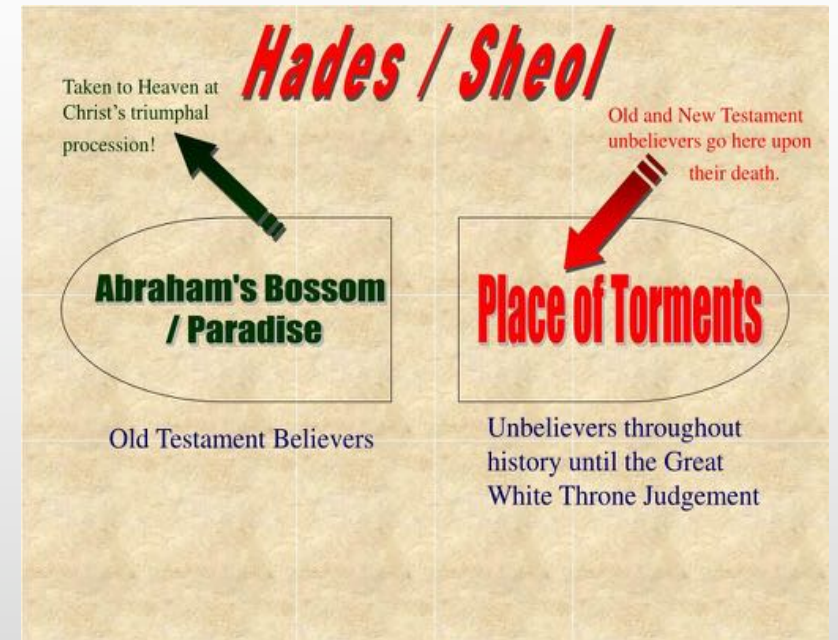 Hades / Sheol
Taken to Heaven at
Christ's triumphal
procession!
Old and New Testament
unbelievers go here upon
their death.
Abraham's Bossom
/ Paradise
Place of Torments
Old Testament Believers
Unbelievers throughout
history until the Great
White Throne Judgement